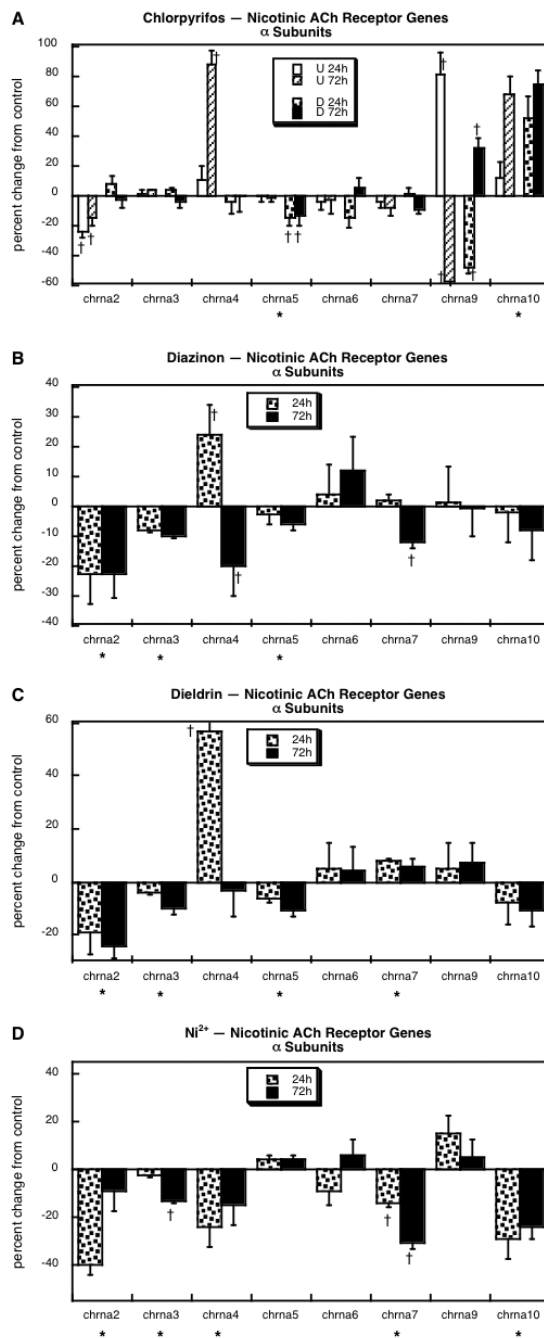 A
Chlorpyrifos — Nicotinic ACh Receptor Genes
α Subunits
percent change from control
100
80
60
40
20
0
-20
-40
-60
U 24h
U 72h
D 24h
D 72h
† † † † † † † † †
chrna2 chrna3 chrna4 chrna5 chrna6 chrna7 chrna9 chrna10
* *
B
Diazinon — Nicotinic ACh Receptor Genes
α Subunits
percent change from control
40
30
20
10
0
-10
-20
-30
-40
24h
72h
† † †
chrna2 chrna3 chrna4 chrna5 chrna6 chrna7 chrna9 chrna10
* * *
C
Dieldrin — Nicotinic ACh Receptor Genes
α Subunits
percent change from control
60
40
20
0
-20
24h
72h
†
chrna2 chrna3 chrna4 chrna5 chrna6 chrna7 chrna9 chrna10
* * * *
D
Ni²⁺ — Nicotinic ACh Receptor Genes
α Subunits
percent change from control
40
20
0
-20
-40
24h
72h
† † †
chrna2 chrna3 chrna4 chrna5 chrna6 chrna7 chrna9 chrna10
* * * * *